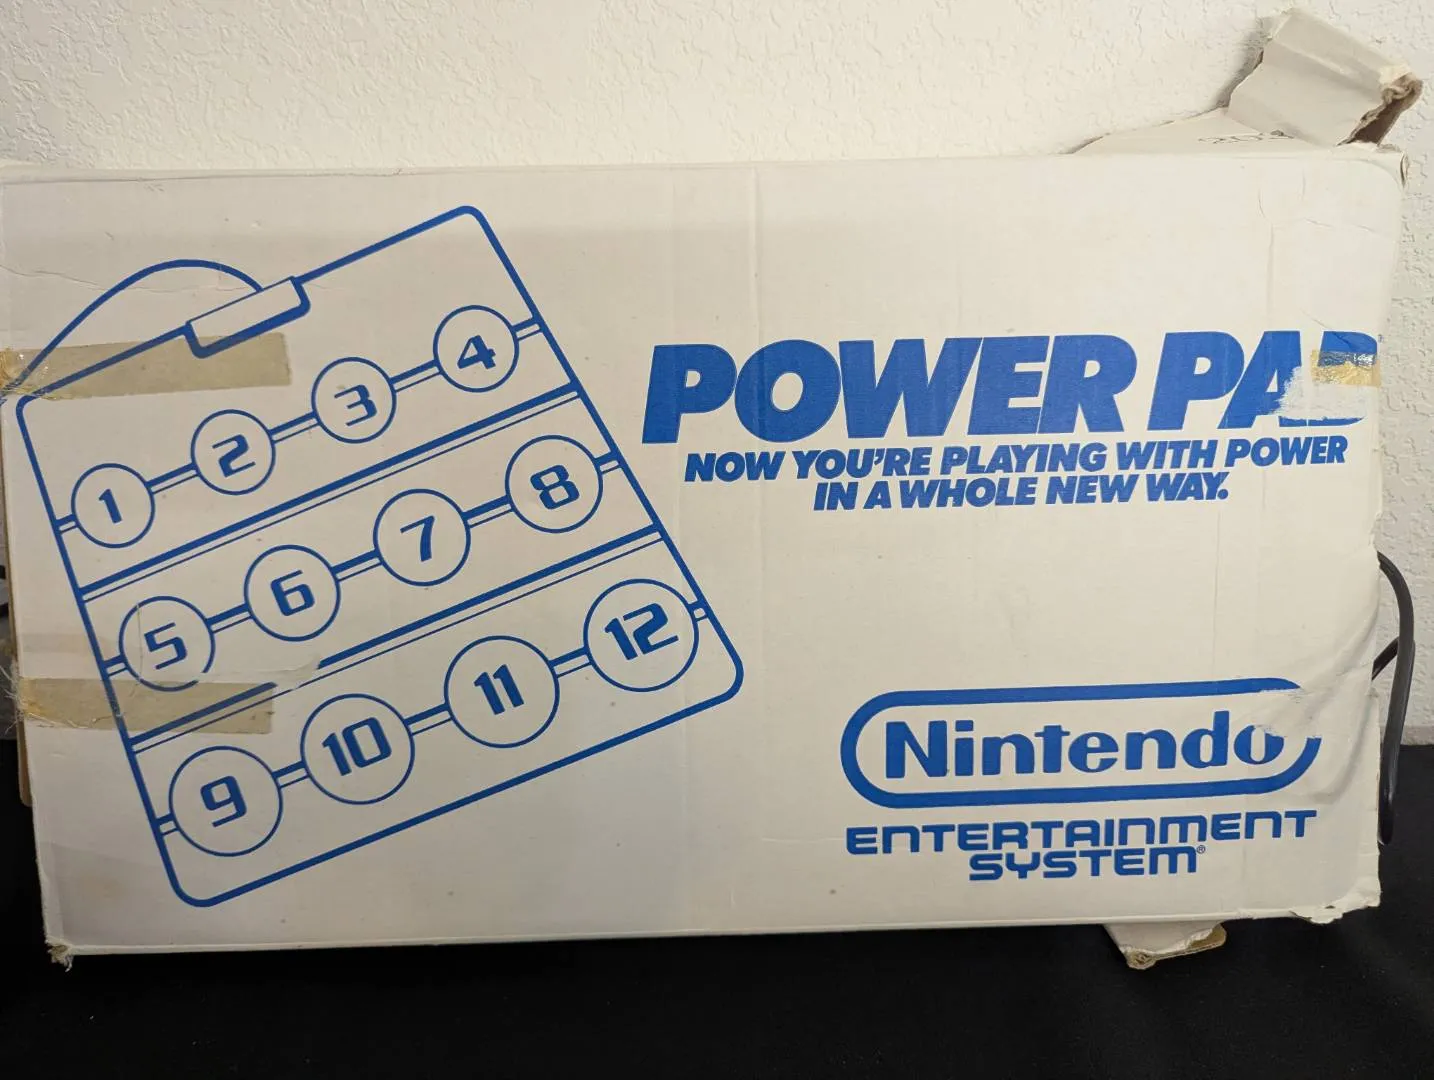 1 2 3 4
5 6 7 8
9 10 11 12
POWER PAD
NOW YOU'RE PLAYING WITH POWER
IN A WHOLE NEW WAY.
Nintendo
ENTERTAINMENT
SYSTEM®